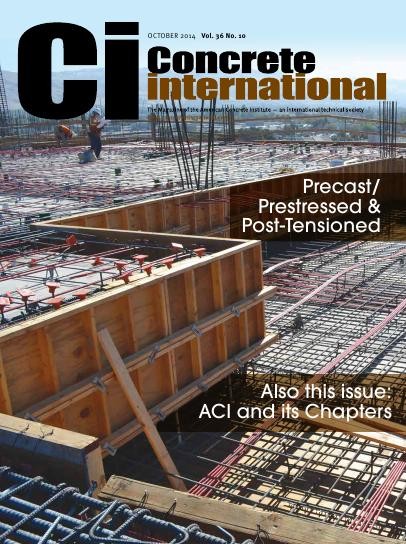 Ci
OCTOBER 2014 Vol. 36 No. 10
Concrete
international
The Magazine of the American Concrete Institute — an international technical society
Precast/
Prestressed &
Post-Tensioned
Also this issue:
ACI and its Chapters